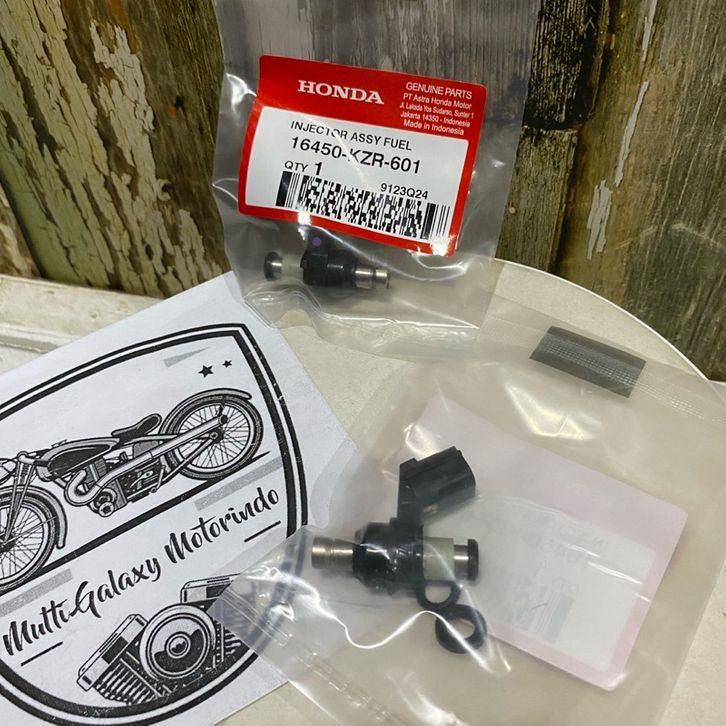 HONDA
GENUINE PARTS
PT Astra Honda Motor
Jl. Laksda Yos Sudarso, Sunter 1
Jakarta 14350 - Indonesia
Made in Indonesia
INJECTOR ASSY FUEL
16450-KZR-601
QTY 1
9123Q24
Multi Galaxy Motorindo